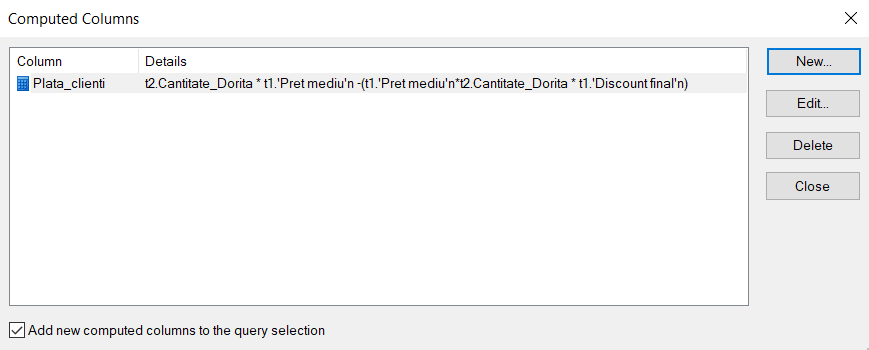 Computed Columns
Column Details
Plata_clienti t2.Cantitate_Dorita * t1.'Pret mediu'n -(t1.'Pret mediu'n*t2.Cantitate_Dorita * t1.'Discount final'n)
New...
Edit...
Delete
Close
Add new computed columns to the query selection